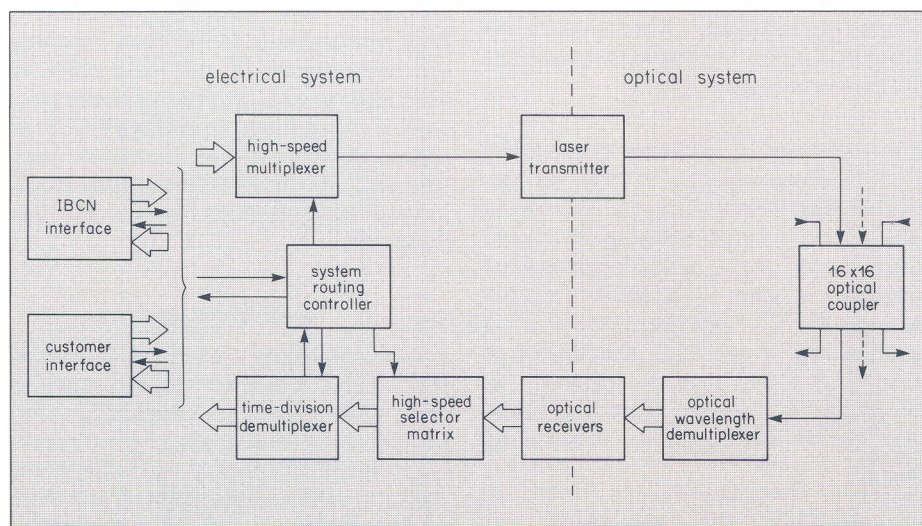 electrical system
optical system
high-speed
multiplexer
laser
transmitter
IBCN
interface
system
routing
controller
16 x 16
optical
coupler
customer
interface
time-division
demultiplexer
high-speed
selector
matrix
optical
receivers
optical
wavelength
demultiplexer